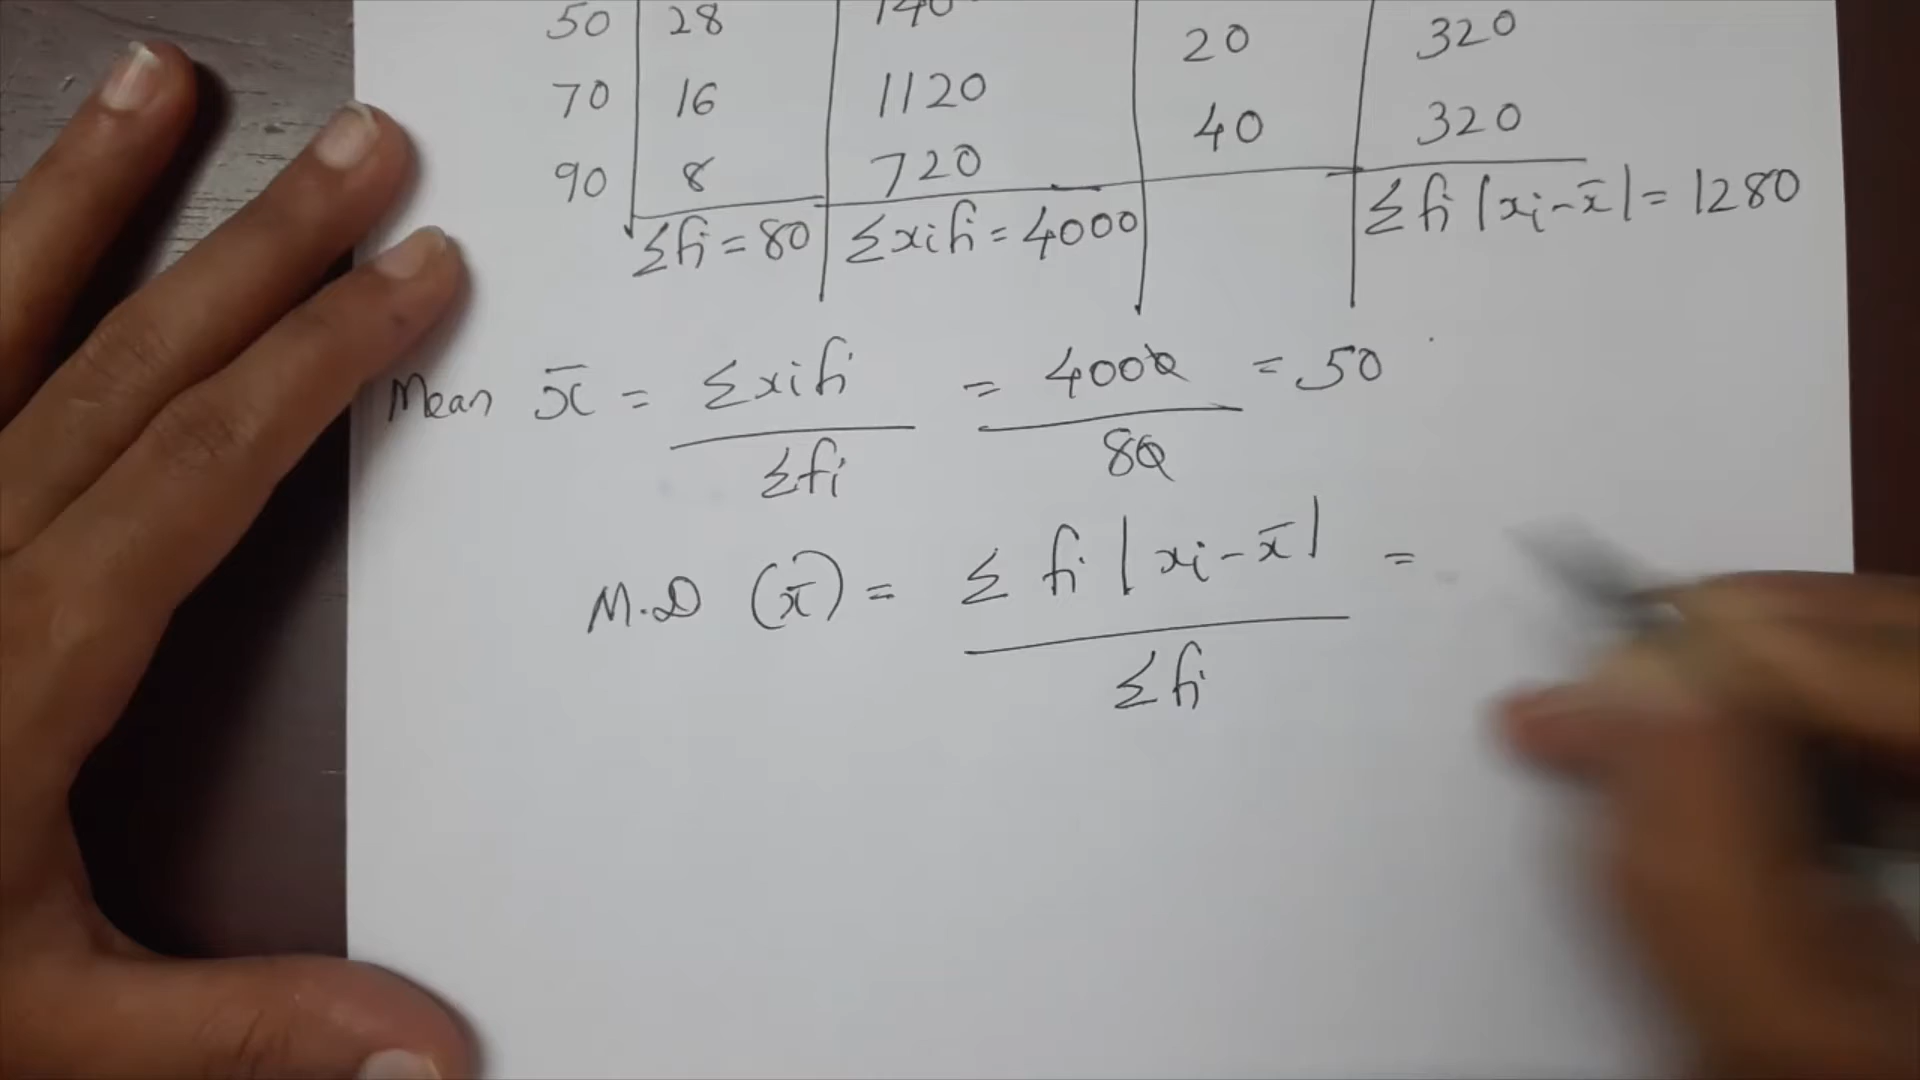 50 28 20 320
70 16 1120 40 320
90 8 720
Σfi = 80 Σxifi = 4000 Σfi |xi - x̄| = 1280
Mean x̄ = Σxifi / Σfi = 4000 / 80 = 50
M.D (x̄) = Σ fi |xi - x̄| / Σfi =